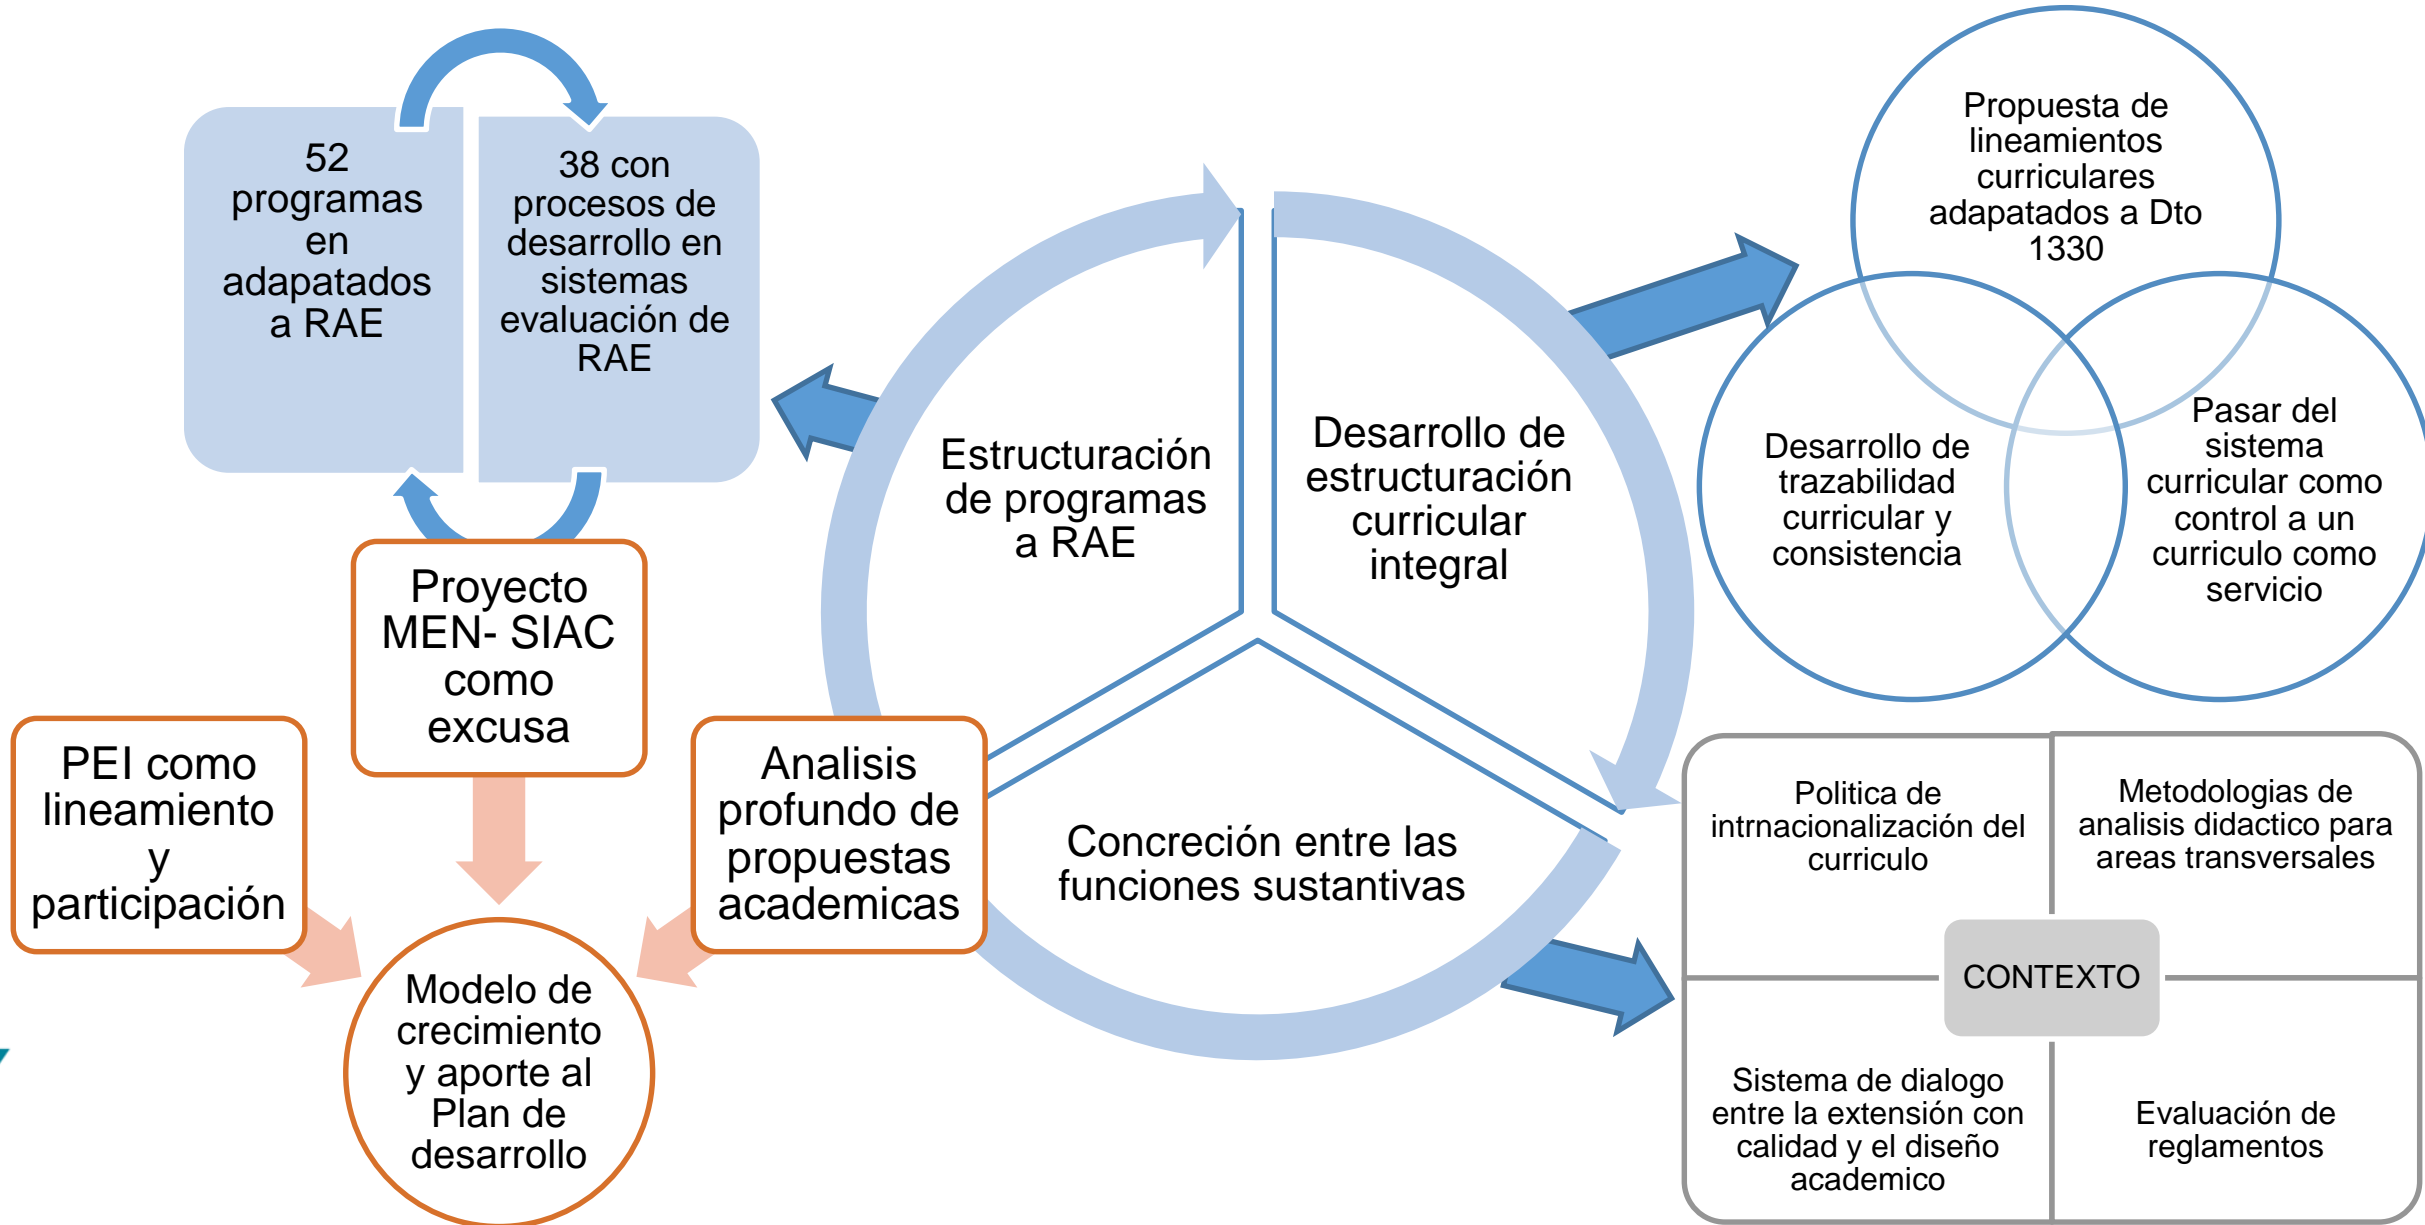 52
programas
en
adapatados
a RAE
38 con
procesos de
desarrollo en
sistemas
evaluación de
RAE
Proyecto
MEN- SIAC
como
excusa
PEI como
lineamiento
y
participación
Analisis
profundo de
propuestas
academicas
Modelo de
crecimiento
y aporte al
Plan de
desarrollo
Estructuración
de programas
a RAE
Desarrollo de
estructuración
curricular
integral
Concreción entre las
funciones sustantivas
Propuesta de
lineamientos
curriculares
adapatados a Dto
1330
Desarrollo de
trazabilidad
curricular y
consistencia
Pasar del
sistema
curricular como
control a un
curriculo como
servicio
Politica de
intrnacionalización del
curriculo
Metodologias de
analisis didactico para
areas transversales
CONTEXTO
Sistema de dialogo
entre la extensión con
calidad y el diseño
academico
Evaluación de
reglamentos